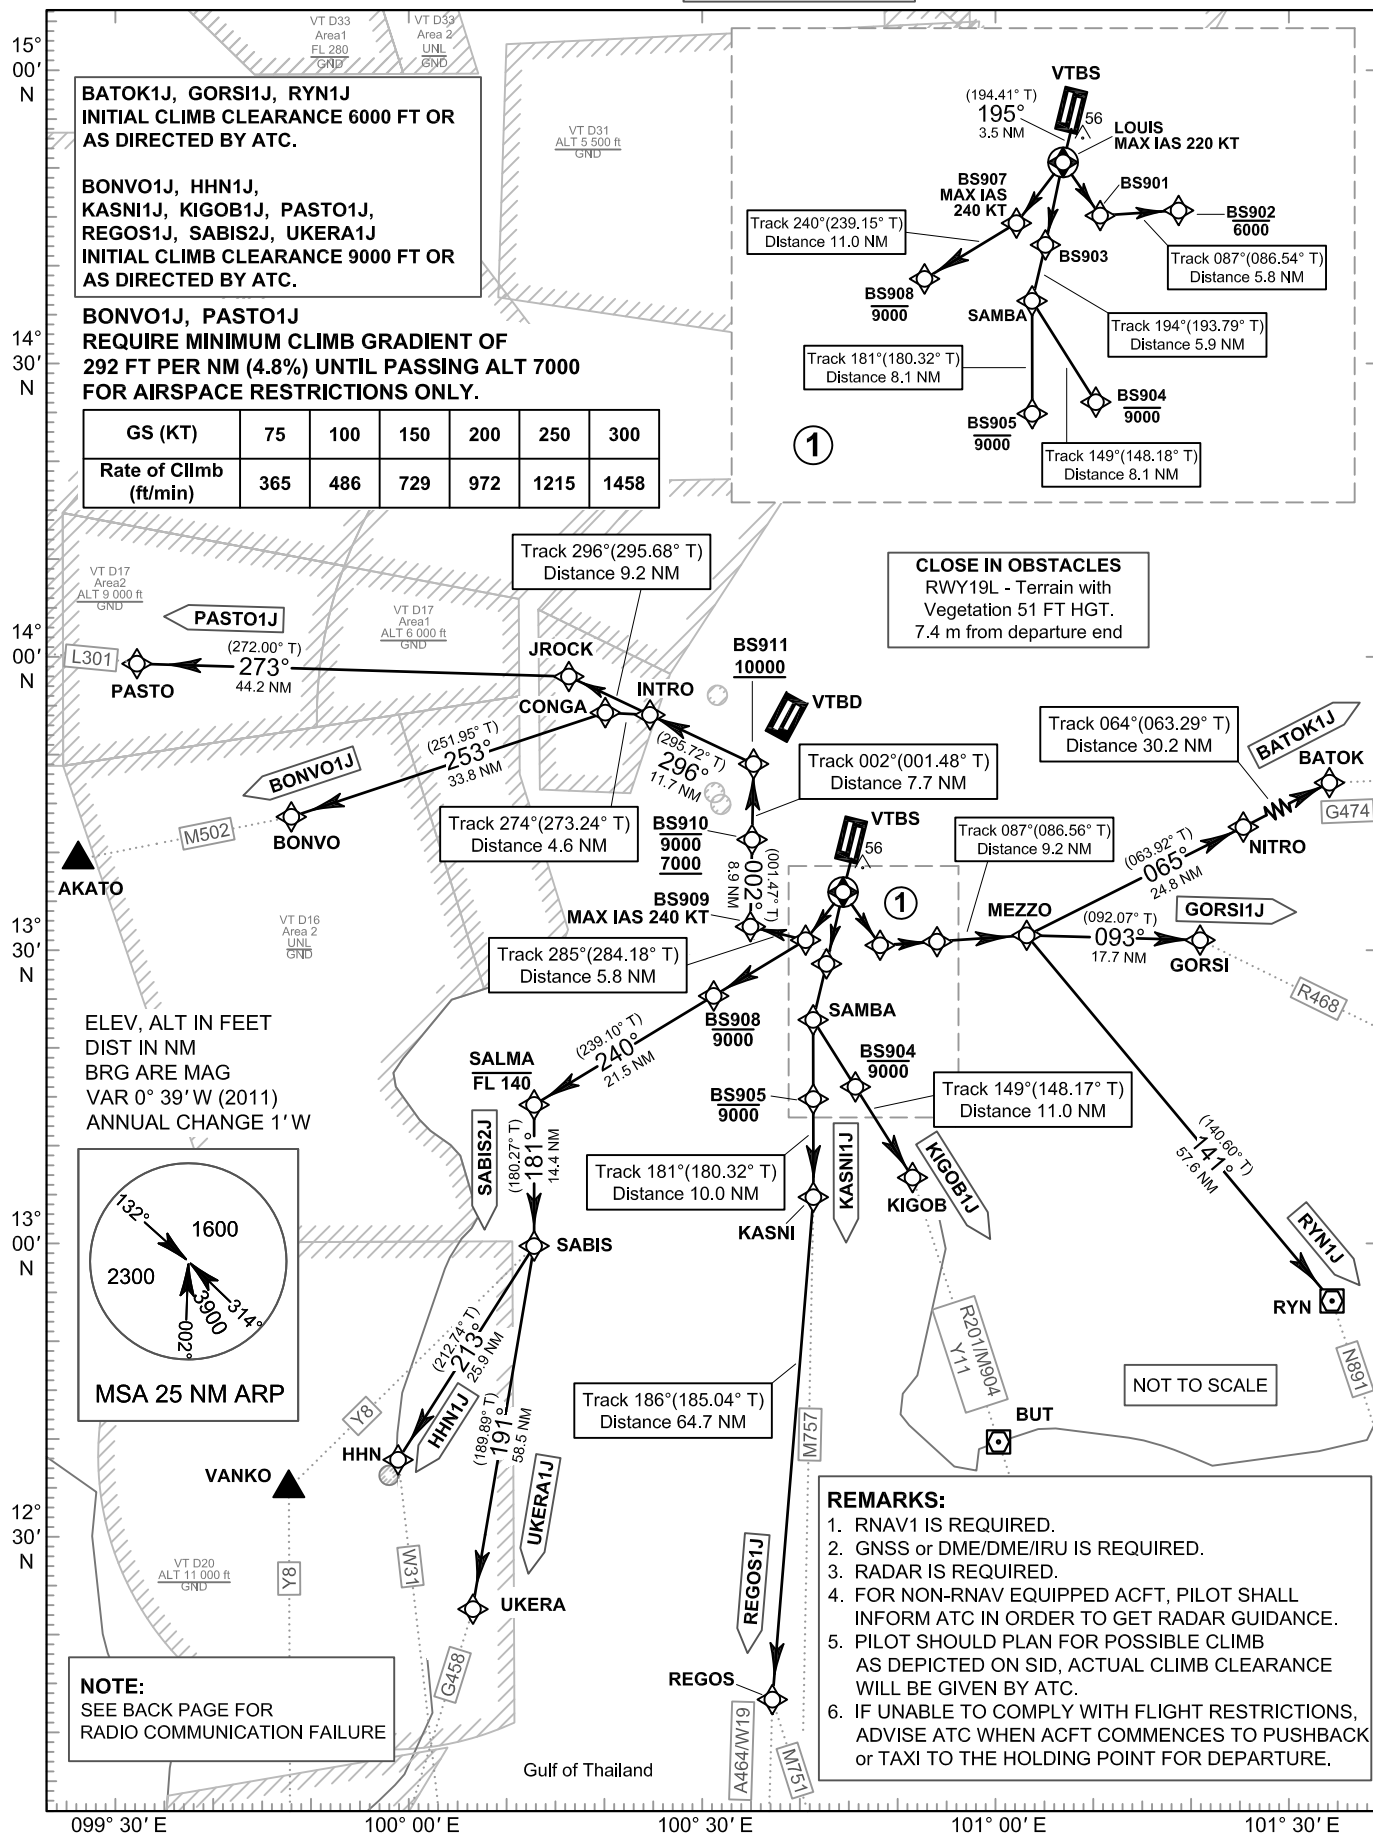 15°
00′
N
14°
30′
N
14°
00′
N
13°
30′
N
13°
00′
N
12°
30′
N
099° 30′ E
100° 00′ E
100° 30′ E
101° 00′ E
101° 30′ E
VT D33
Area1
FL 280
GND
VT D33
Area 2
UNL
GND
VT D31
ALT 5 500 ft
GND
BATOK1J, GORSI1J, RYN1J
INITIAL CLIMB CLEARANCE 6000 FT OR
AS DIRECTED BY ATC.
BONVO1J, HHN1J,
KASNI1J, KIGOB1J, PASTO1J,
REGOS1J, SABIS2J, UKERA1J
INITIAL CLIMB CLEARANCE 9000 FT OR
AS DIRECTED BY ATC.
BONVO1J, PASTO1J
REQUIRE MINIMUM CLIMB GRADIENT OF
292 FT PER NM (4.8%) UNTIL PASSING ALT 7000
FOR AIRSPACE RESTRICTIONS ONLY.
GS (KT) 75 100 150 200 250 300
Rate of Climb
(ft/min) 365 486 729 972 1215 1458
VTBS
56
(194.41° T)
195°
3.5 NM
LOUIS
MAX IAS 220 KT
BS907
MAX IAS
240 KT
BS901
BS902
6000
Track 240°(239.15° T)
Distance 11.0 NM
BS903
Track 087°(086.54° T)
Distance 5.8 NM
BS908
9000
SAMBA
Track 194°(193.79° T)
Distance 5.9 NM
Track 181°(180.32° T)
Distance 8.1 NM
BS904
9000
BS905
9000
Track 149°(148.18° T)
Distance 8.1 NM
1
VT D17
Area2
ALT 9 000 ft
GND
VT D17
Area1
ALT 6 000 ft
GND
Track 296°(295.68° T)
Distance 9.2 NM
CLOSE IN OBSTACLES
RWY19L - Terrain with
Vegetation 51 FT HGT.
7.4 m from departure end
PASTO1J
L301
PASTO
(272.00° T)
273°
44.2 NM
JROCK
INTRO
CONGA
BS911
10000
VTBD
(251.95° T)
253°
33.8 NM
BONVO1J
(295.72° T)
296°
11.7 NM
Track 002°(001.48° T)
Distance 7.7 NM
Track 064°(063.29° T)
Distance 30.2 NM
BATOK1J
BATOK
G474
NITRO
M502
BONVO
AKATO
Track 274°(273.24° T)
Distance 4.6 NM
BS910
9000
7000
(001.47° T)
002°
8.9 NM
VTBS
56
Track 087°(086.56° T)
Distance 9.2 NM
(063.92° T)
065°
24.8 NM
VT D16
Area 2
UNL
GND
BS909
MAX IAS 240 KT
1
MEZZO
(092.07° T)
093°
17.7 NM
GORSI1J
GORSI
R468
Track 285°(284.18° T)
Distance 5.8 NM
BS908
9000
SAMBA
(239.10° T)
240°
21.5 NM
ELEV, ALT IN FEET
DIST IN NM
BRG ARE MAG
VAR 0° 39′ W (2011)
ANNUAL CHANGE 1′ W
SALMA
FL 140
BS904
9000
BS905
9000
Track 149°(148.17° T)
Distance 11.0 NM
SABIS2J
(180.27° T)
181°
14.4 NM
Track 181°(180.32° T)
Distance 10.0 NM
KASNI1J
KIGOB1J
KIGOB
KASNI
(140.60° T)
141°
57.6 NM
RYN1J
RYN
N891
132°
1600
2300
3900
314°
002°
MSA 25 NM ARP
SABIS
(212.74° T)
213°
25.9 NM
HHN1J
Y8
HHN
VANKO
(189.89° T)
191°
58.5 NM
UKERA1J
Track 186°(185.04° T)
Distance 64.7 NM
M757
R201/M904
Y11
BUT
NOT TO SCALE
VT D20
ALT 11 000 ft
GND
Y8
W31
UKERA
G458
REGOS1J
REGOS
A464/W19
M751
Gulf of Thailand
NOTE:
SEE BACK PAGE FOR
RADIO COMMUNICATION FAILURE
REMARKS:
1. RNAV1 IS REQUIRED.
2. GNSS or DME/DME/IRU IS REQUIRED.
3. RADAR IS REQUIRED.
4. FOR NON-RNAV EQUIPPED ACFT, PILOT SHALL
INFORM ATC IN ORDER TO GET RADAR GUIDANCE.
5. PILOT SHOULD PLAN FOR POSSIBLE CLIMB
AS DEPICTED ON SID, ACTUAL CLIMB CLEARANCE
WILL BE GIVEN BY ATC.
6. IF UNABLE TO COMPLY WITH FLIGHT RESTRICTIONS,
ADVISE ATC WHEN ACFT COMMENCES TO PUSHBACK
or TAXI TO THE HOLDING POINT FOR DEPARTURE.